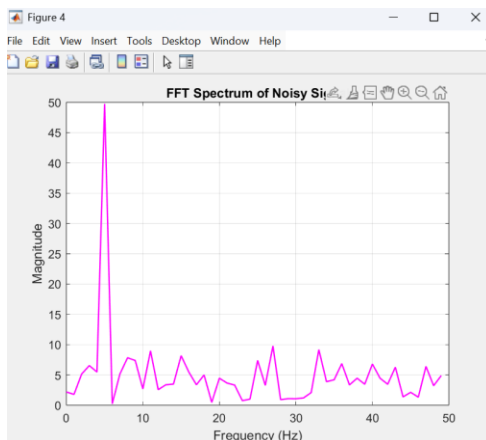 Figure 4
File Edit View Insert Tools Desktop Window Help
FFT Spectrum of Noisy
50
45
40
35
30
25
20
15
10
5
0
Magnitude
0 10 20 30 40 50
Frequency (Hz)